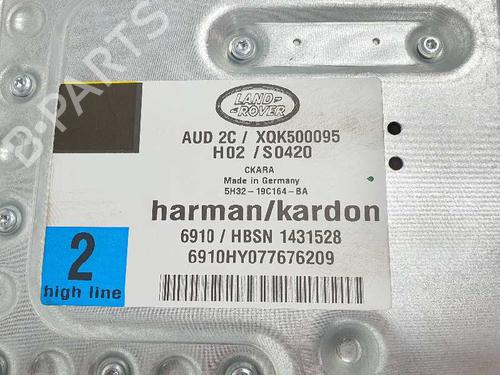 LAND-
ROVER
AUD 2C / XQK500095
H02 / S0420
CKARA
Made in Germany
5H32-19C164-BA
harman/kardon
6910 / HBSN 1431528
6910HY077676209
2
high line
B-PARTS